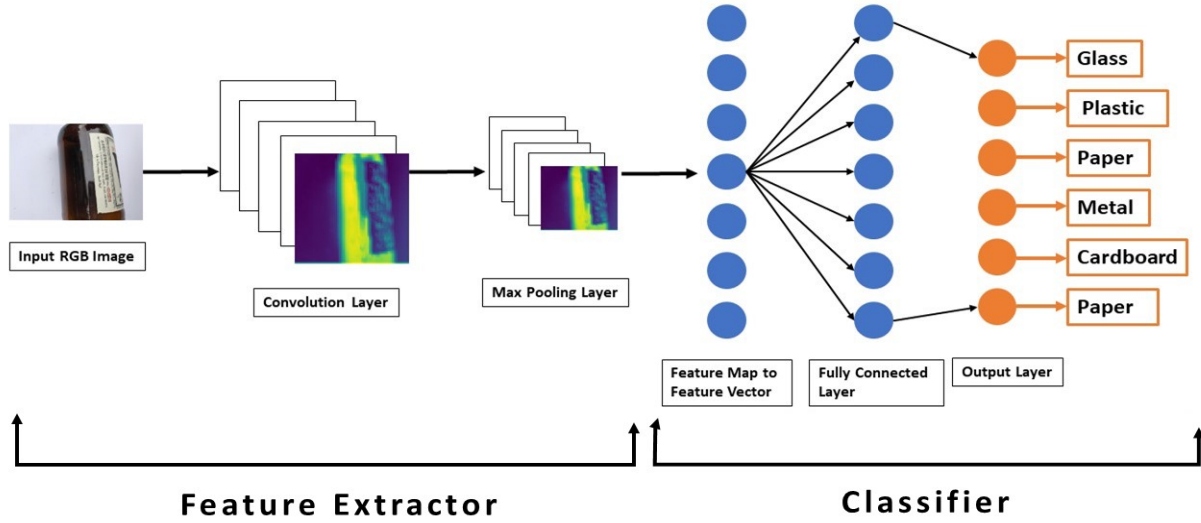 Input RGB Image
Convolution Layer
Max Pooling Layer
Feature Map to
Feature Vector
Fully Connected
Layer
Output Layer
Glass
Plastic
Paper
Metal
Cardboard
Paper
Feature Extractor
Classifier